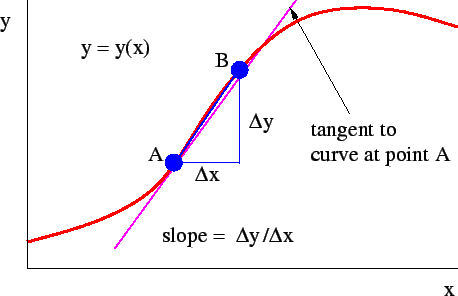 y
y = y(x)
B
Δy
tangent to
curve at point A
A
Δx
slope = Δy/Δx
x